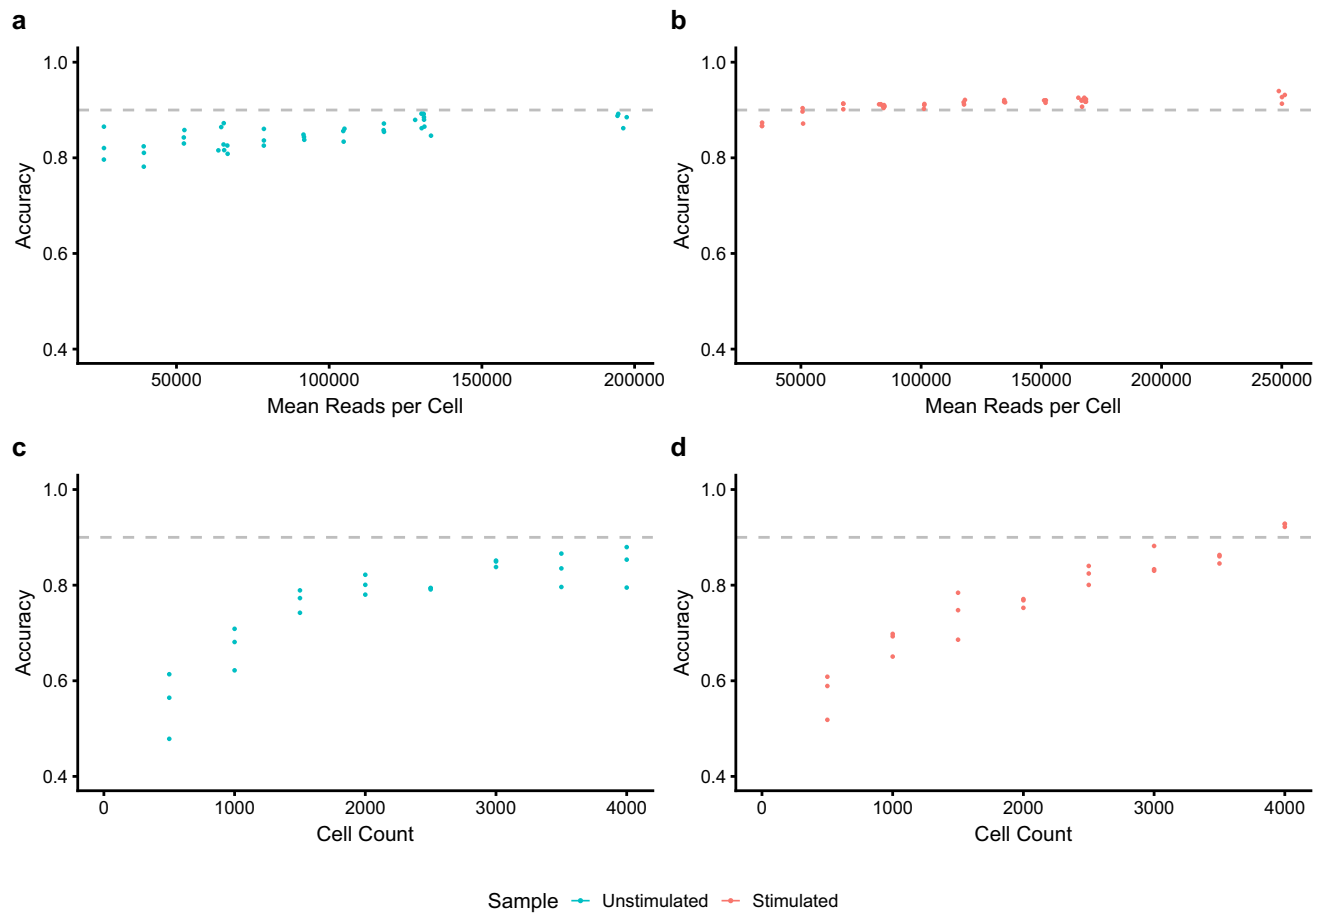 a
1.0
0.8
0.6
0.4
Accuracy
50000 100000 150000 200000
Mean Reads per Cell
b
1.0
0.8
0.6
0.4
Accuracy
50000 100000 150000 200000 250000
Mean Reads per Cell
c
1.0
0.8
0.6
0.4
Accuracy
0 1000 2000 3000 4000
Cell Count
d
1.0
0.8
0.6
0.4
Accuracy
0 1000 2000 3000 4000
Cell Count
Sample Unstimulated Stimulated